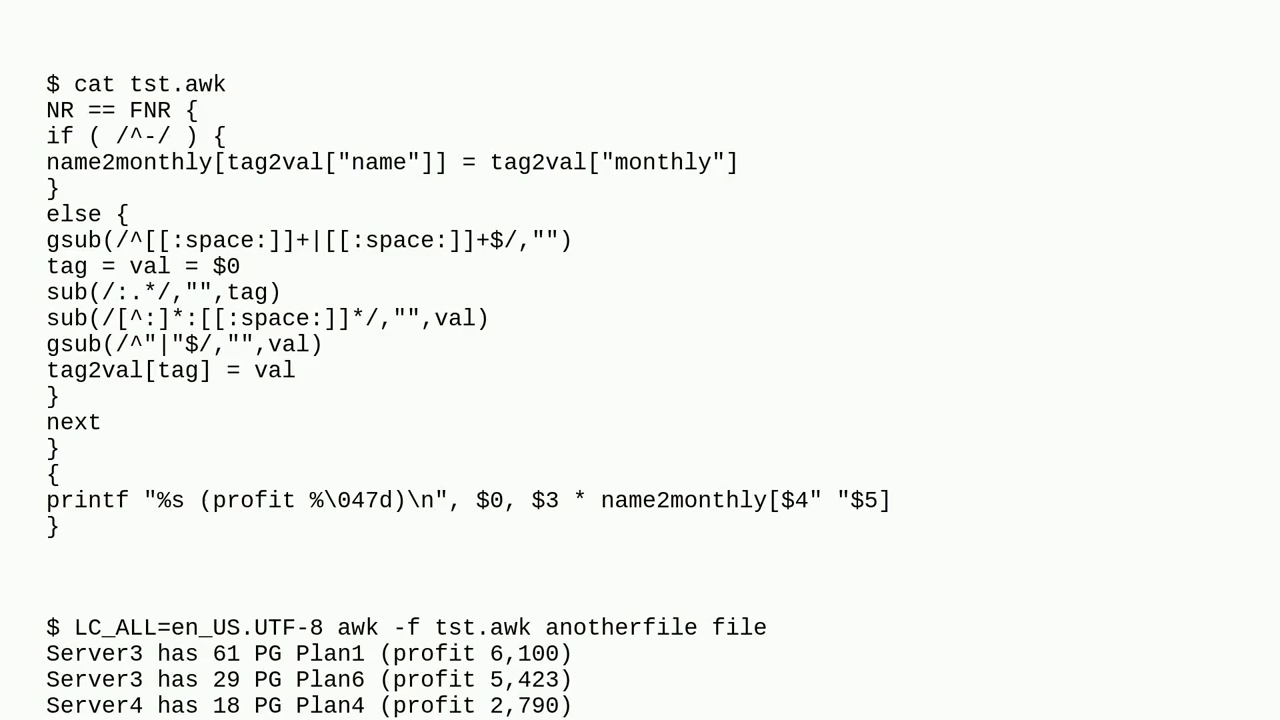 $ cat tst.awk
NR == FNR {
if ( /^-/ ) {
name2monthly[tag2val["name"]] = tag2val["monthly"]
}
else {
gsub(/^[[:space:]]+|[[:space:]]+$/,"")
tag = val = $0
sub(/:.*/,"",tag)
sub(/[^:]*:[[:space:]]*/,"",val)
gsub(/^"|"$/,"",val)
tag2val[tag] = val
}
next
}
{
printf "%s (profit %\047d)\n", $0, $3 * name2monthly[$4" "$5]
}
$ LC_ALL=en_US.UTF-8 awk -f tst.awk anotherfile file
Server3 has 61 PG Plan1 (profit 6,100)
Server3 has 29 PG Plan6 (profit 5,423)
Server4 has 18 PG Plan4 (profit 2,790)